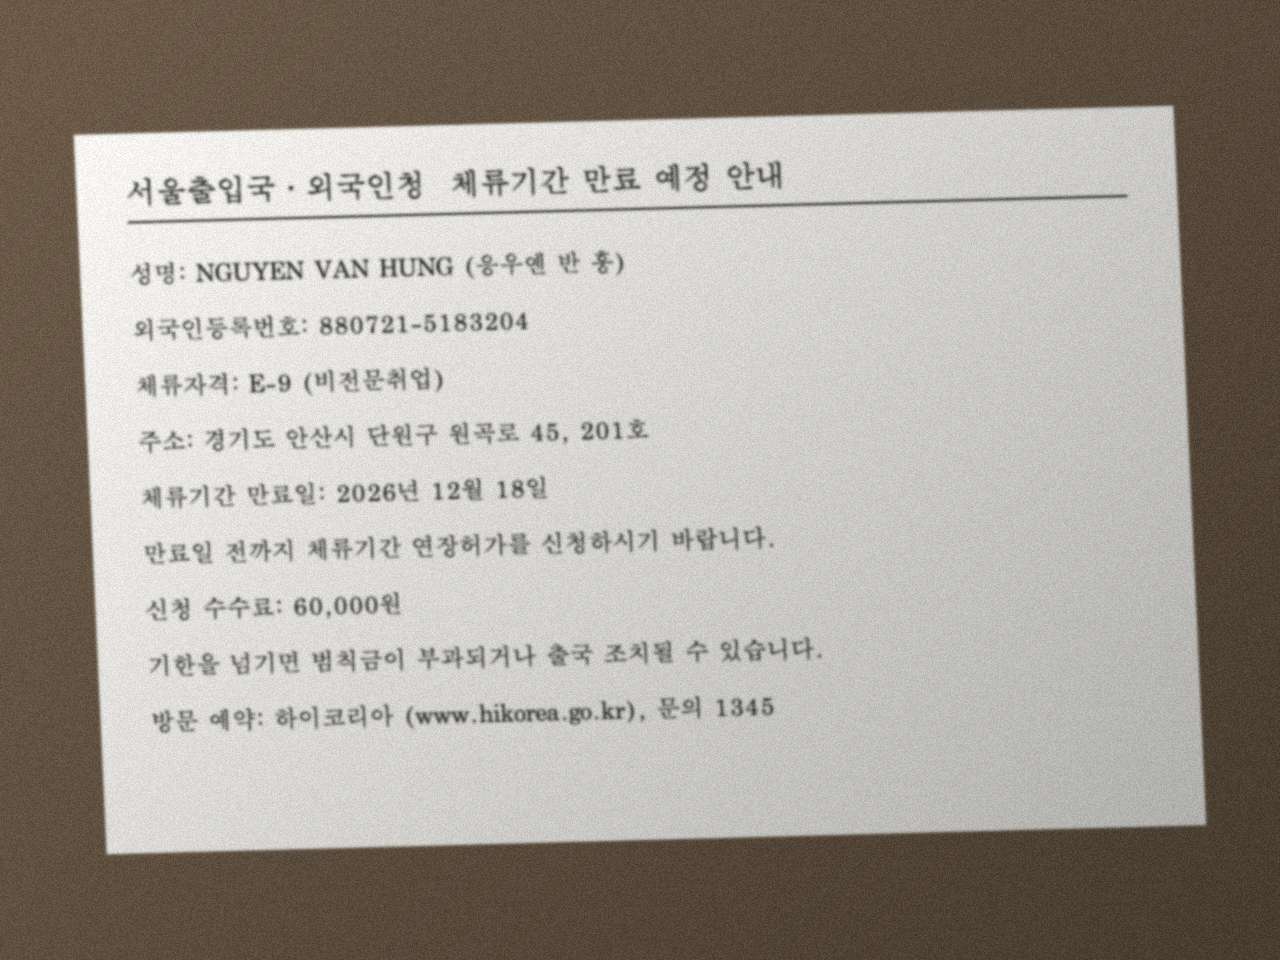 서울출입국·외국인청 체류기간 만료 예정 안내
성명: NGUYEN VAN HUNG (응우옌 반 훙)
외국인등록번호: 880721-5183204
체류자격: E-9 (비전문취업)
주소: 경기도 안산시 단원구 원곡로 45, 201호
체류기간 만료일: 2026년 12월 18일
만료일 전까지 체류기간 연장허가를 신청하시기 바랍니다.
신청 수수료: 60,000원
기한을 넘기면 범칙금이 부과되거나 출국 조치될 수 있습니다.
방문 예약: 하이코리아 (www.hikorea.go.kr), 문의 1345